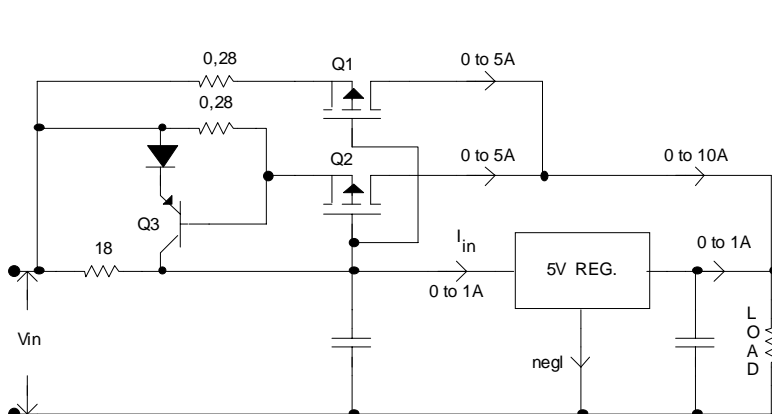 0,28
Q1
0 to 5A
0,28
Q2
0 to 5A
0 to 10A
Q3
18
I in
0 to 1A
5V REG.
0 to 1A
Vin
negl
LOAD